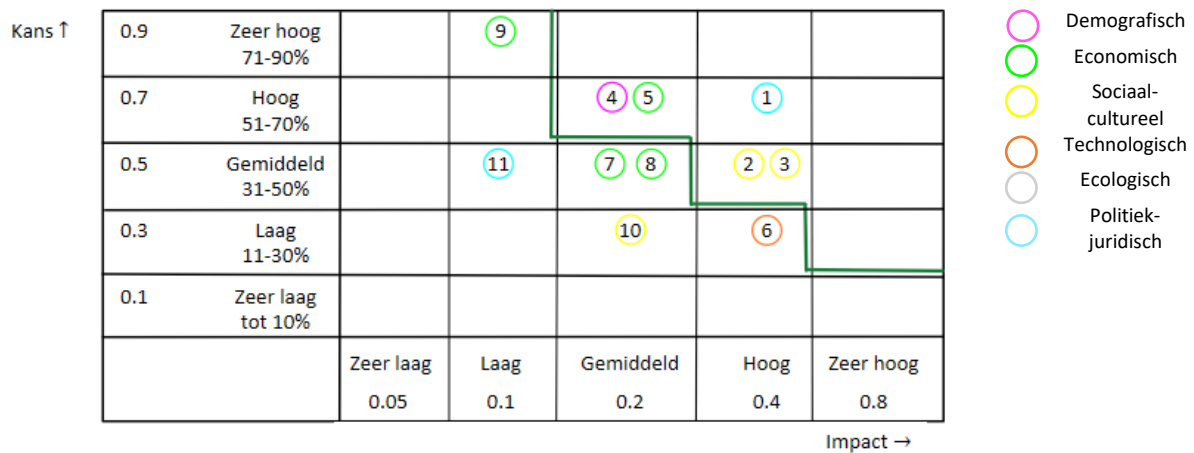 Kans ↑
0.9 Zeer hoog 9
71-90%
0.7 Hoog 4 5 1
51-70%
0.5 Gemiddeld 11 7 8 2 3
31-50%
0.3 Laag 10 6
11-30%
0.1 Zeer laag
tot 10%
Zeer laag Laag Gemiddeld Hoog Zeer hoog
0.05 0.1 0.2 0.4 0.8
Impact →
Demografisch
Economisch
Sociaal-
cultureel
Technologisch
Ecologisch
Politiek-
juridisch